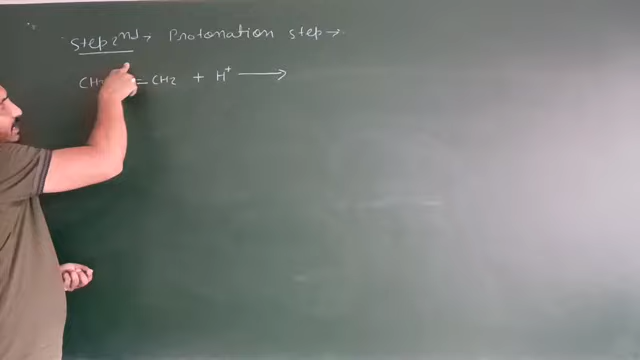 Step 2nd → Protonation step →
= CH2 + H+ ⟶